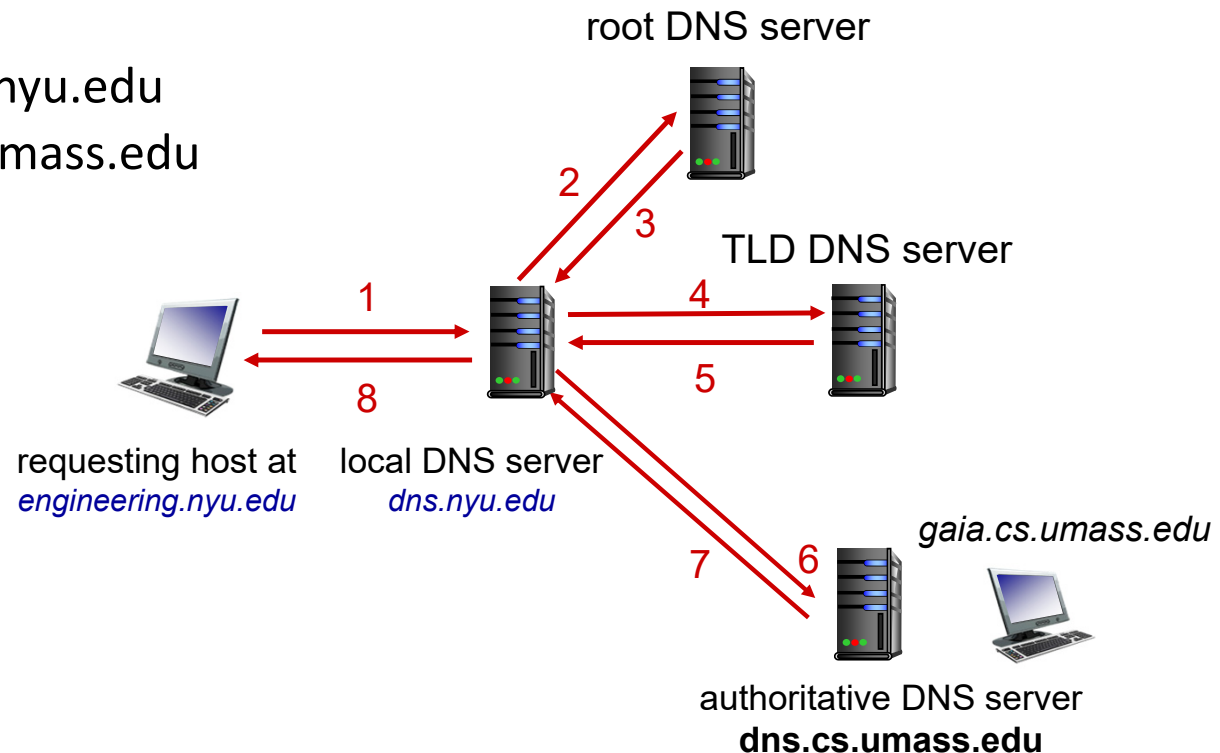 root DNS server
nyu.edu
mass.edu
2
3
TLD DNS server
1
4
8
5
requesting host at
engineering.nyu.edu
local DNS server
dns.nyu.edu
gaia.cs.umass.edu
7
6
authoritative DNS server
dns.cs.umass.edu